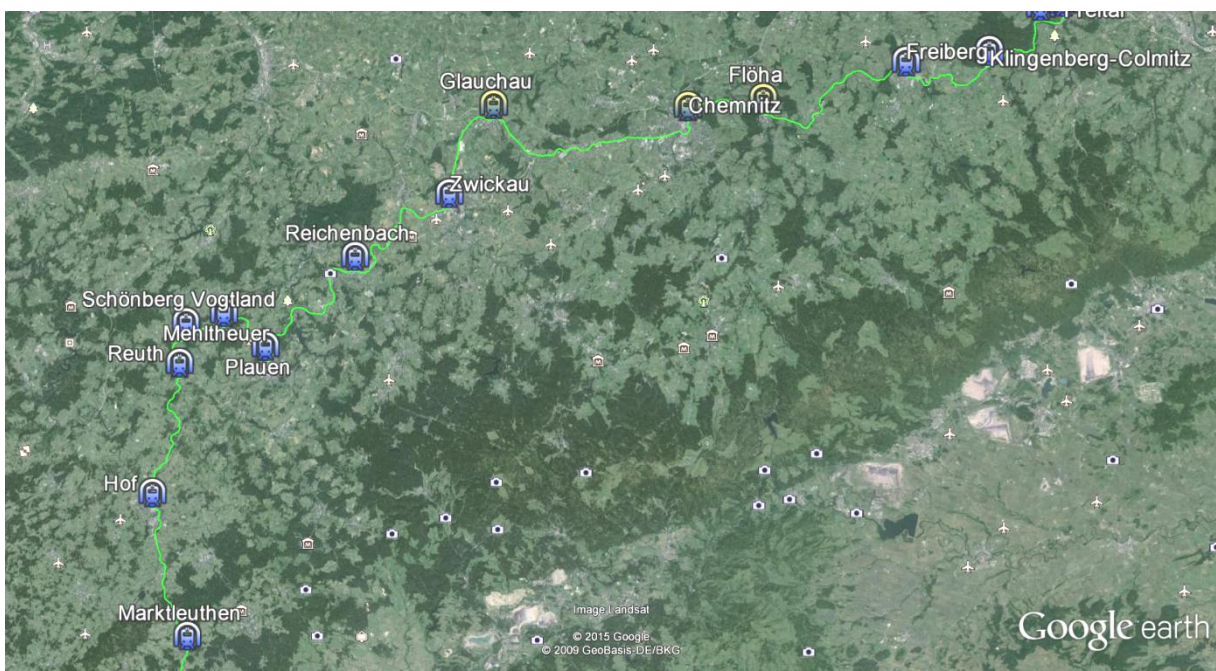 Freital
Freiberg
Klingenberg-Colmitz
Glauchau
Flöha
Chemnitz
Zwickau
Reichenbach
Schönberg Vogtland
Mehltheuer
Reuth
Plauen
Hof
Marktleuthen
Image Landsat
© 2015 Google
© 2009 GeoBasis-DE/BKG
Google earth